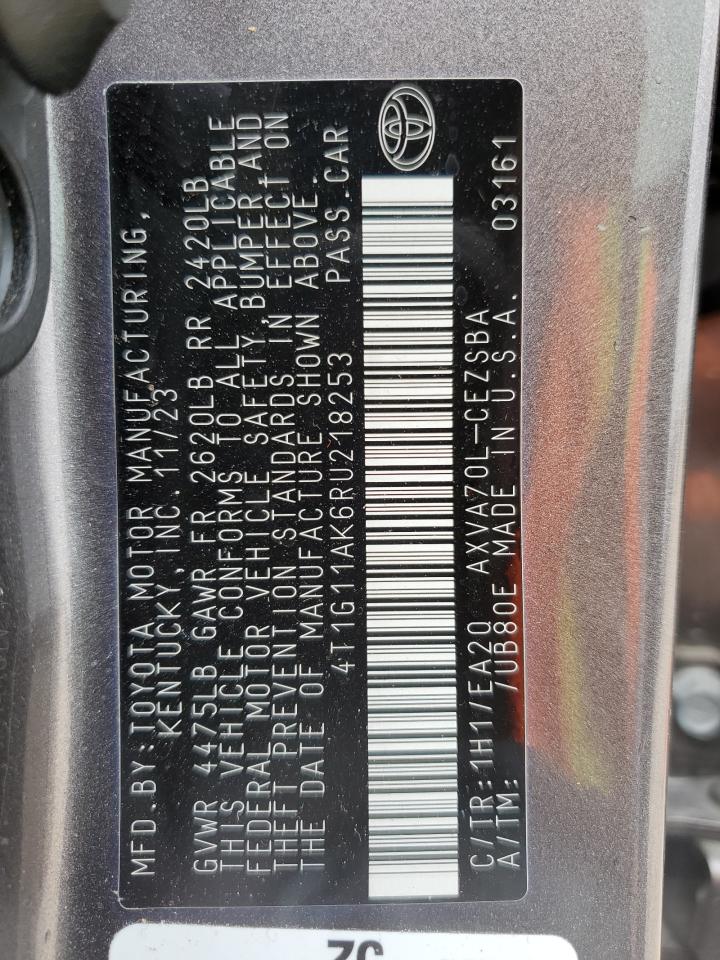 MFD.BY:TOYOTA MOTOR MANUFACTURING,
KENTUCKY,INC.11/23
GVWR 4475LB GAWR FR 2620LB RR 2420LB
THIS VEHICLE CONFORMS TO ALL APPLICABLE
FEDERAL MOTOR VEHICLE SAFETY, BUMPER AND
THEFT PREVENTION STANDARDS IN EFFECT ON
THE DATE OF MANUFACTURE SHOWN ABOVE.
4T1G11AK6RU218253 PASS.CAR
C/TR:1H1/EA20 AXVA70L-CEZSBA 03161
A/TM: /UB80E MADE IN U.S.A.